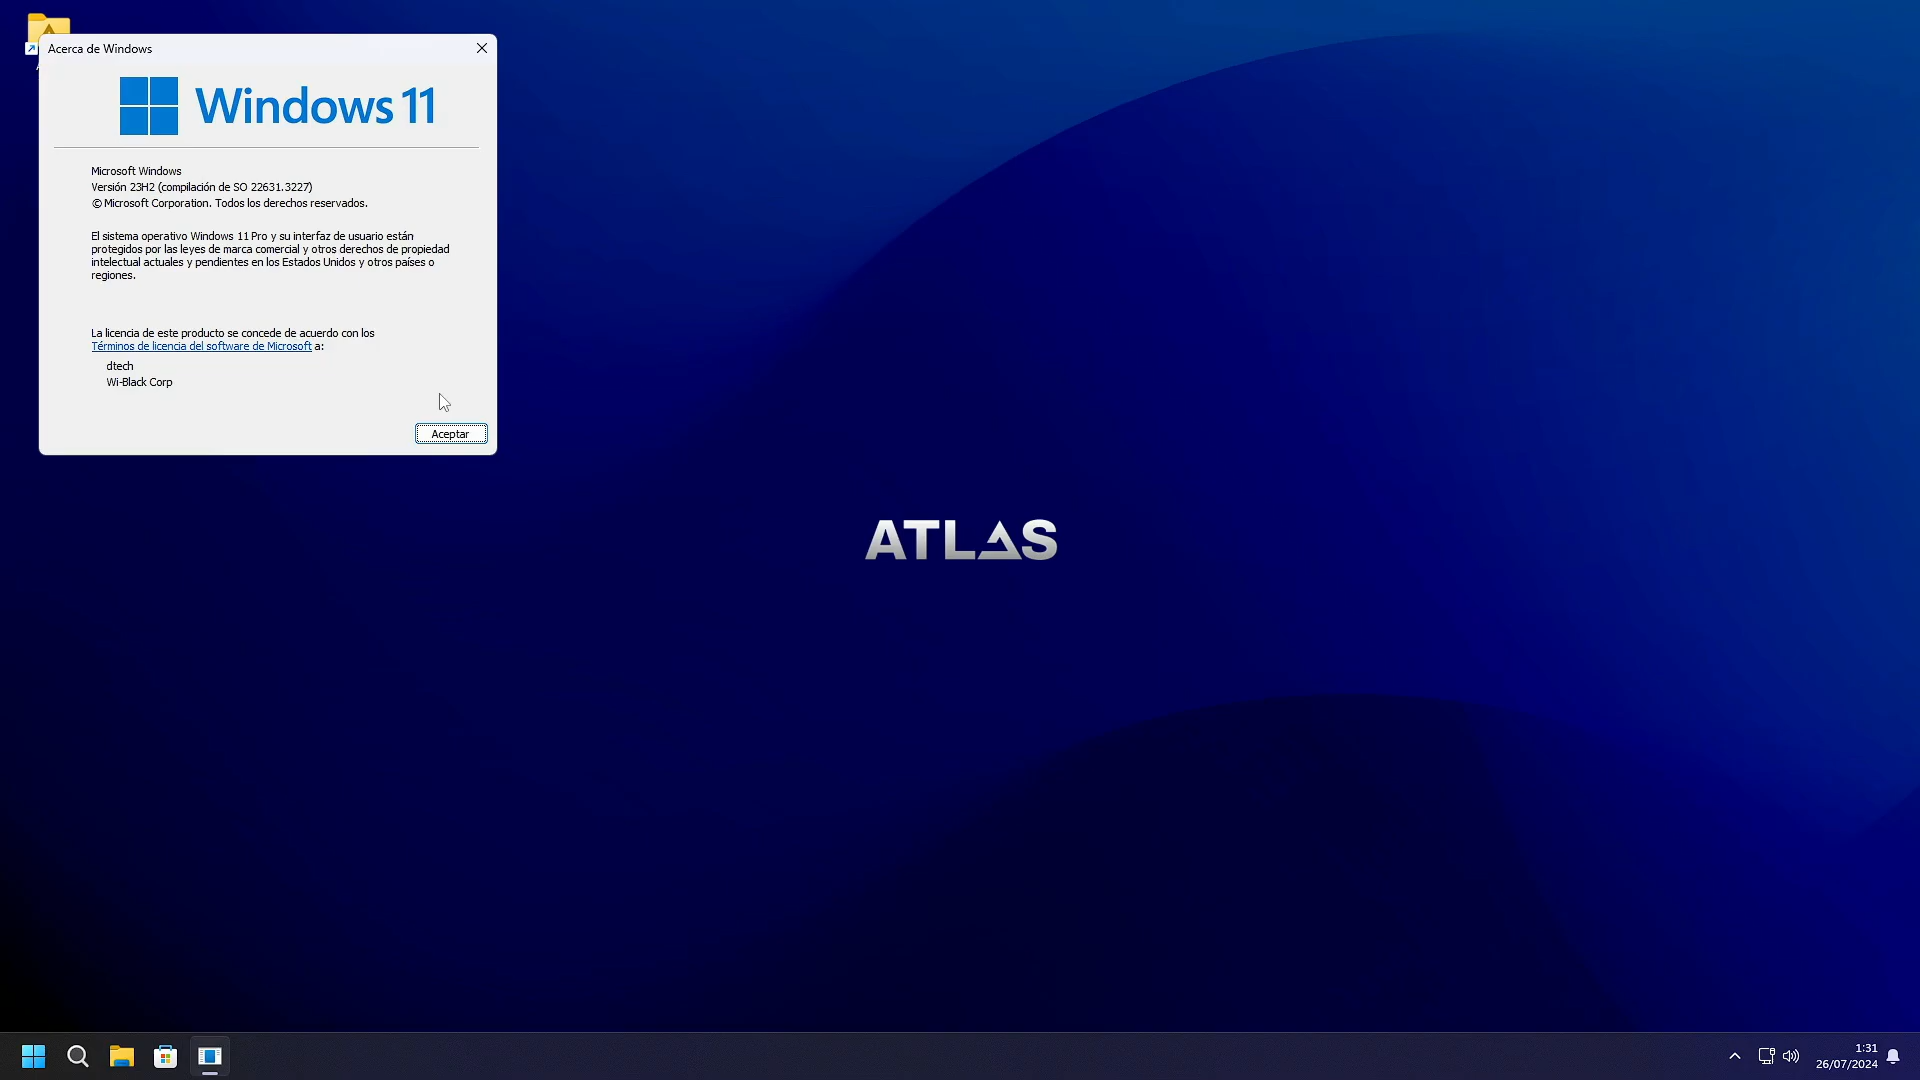 Acerca de Windows
Windows 11
Microsoft Windows
Versión 23H2 (compilación de SO 22631.3227)
© Microsoft Corporation. Todos los derechos reservados.
El sistema operativo Windows 11 Pro y su interfaz de usuario están
protegidos por las leyes de marca comercial y otros derechos de propiedad
intelectual actuales y pendientes en los Estados Unidos y otros países o
regiones.
La licencia de este producto se concede de acuerdo con los
Términos de licencia del software de Microsoft a:
dtech
Wi-Black Corp
Aceptar
ATLAS
1:31
26/07/2024